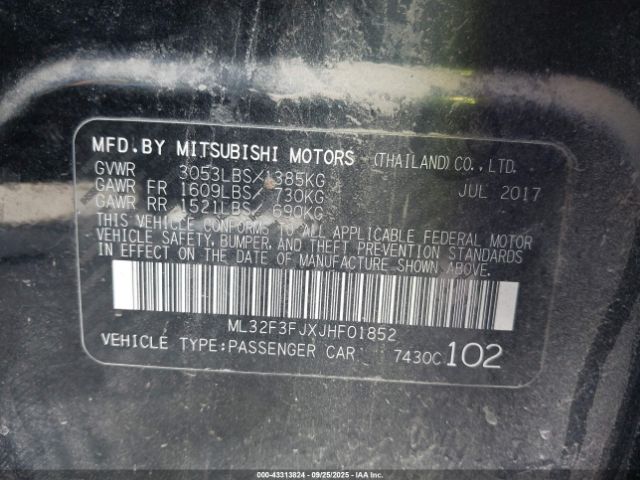 MFD.BY MITSUBISHI MOTORS (THAILAND)CO.,LTD.
GVWR 3053LBS/1385KG JUL 2017
GAWR FR 1609LBS/ 730KG
GAWR RR 1521LBS/ 690KG
THIS VEHICLE CONFORMS TO ALL APPLICABLE FEDERAL MOTOR
VEHICLE SAFETY, BUMPER, AND THEFT PREVENTION STANDARDS
IN EFFECT ON THE DATE OF MANUFACTURE SHOWN ABOVE.
ML32F3FJXJHF01852
VEHICLE TYPE:PASSENGER CAR 7430C 102
000-43313824 | 09/25/2025 | ©IAA, Inc.